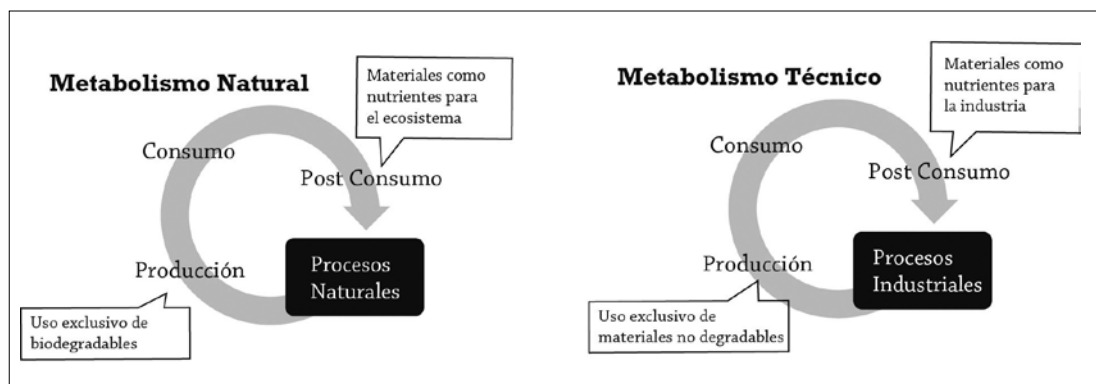 Metabolismo Natural
Materiales como
nutrientes para
el ecosistema
Consumo
Post Consumo
Producción
Procesos
Naturales
Uso exclusivo de
biodegradables
Metabolismo Técnico
Materiales como
nutrientes para
la industria
Consumo
Post Consumo
Producción
Procesos
Industriales
Uso exclusivo de
materiales no degradables